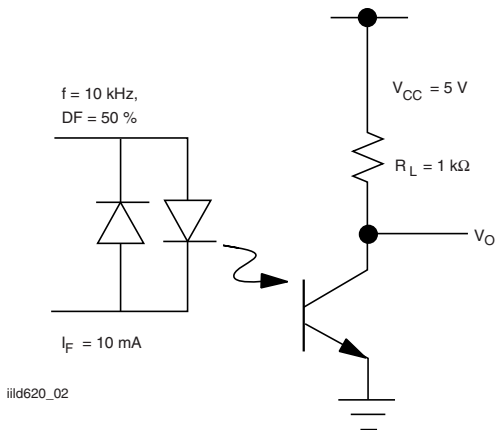 f = 10 kHz,
DF = 50 %
V_CC = 5 V
R_L = 1 kΩ
V_O
I_F = 10 mA
iild620_02